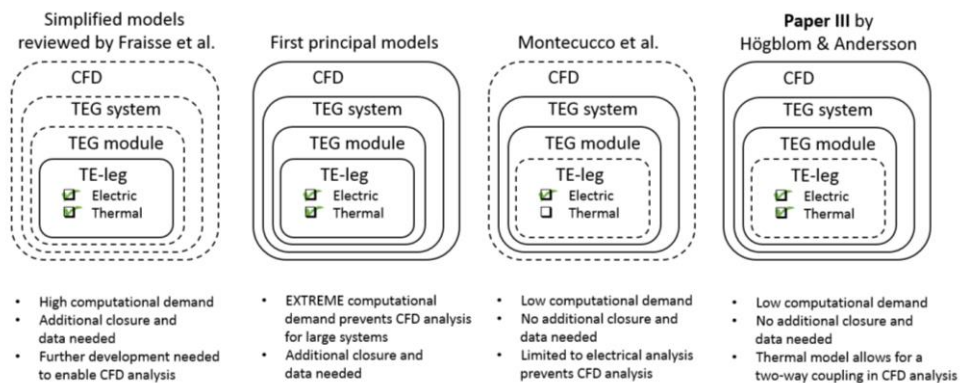 Simplified models
reviewed by Fraisse et al.
CFD
TEG system
TEG module
TE-leg
Electric
Thermal
• High computational demand
• Additional closure and
data needed
• Further development needed
to enable CFD analysis
First principal models
CFD
TEG system
TEG module
TE-leg
Electric
Thermal
• EXTREME computational
demand prevents CFD analysis
for large systems
• Additional closure and
data needed
Montecucco et al.
CFD
TEG system
TEG module
TE-leg
Electric
Thermal
• Low computational demand
• No additional closure and
data needed
• Limited to electrical analysis
prevents CFD analysis
Paper III by
Högblom & Andersson
CFD
TEG system
TEG module
TE-leg
Electric
Thermal
• Low computational demand
• No additional closure and
data needed
• Thermal model allows for a
two-way coupling in CFD analysis